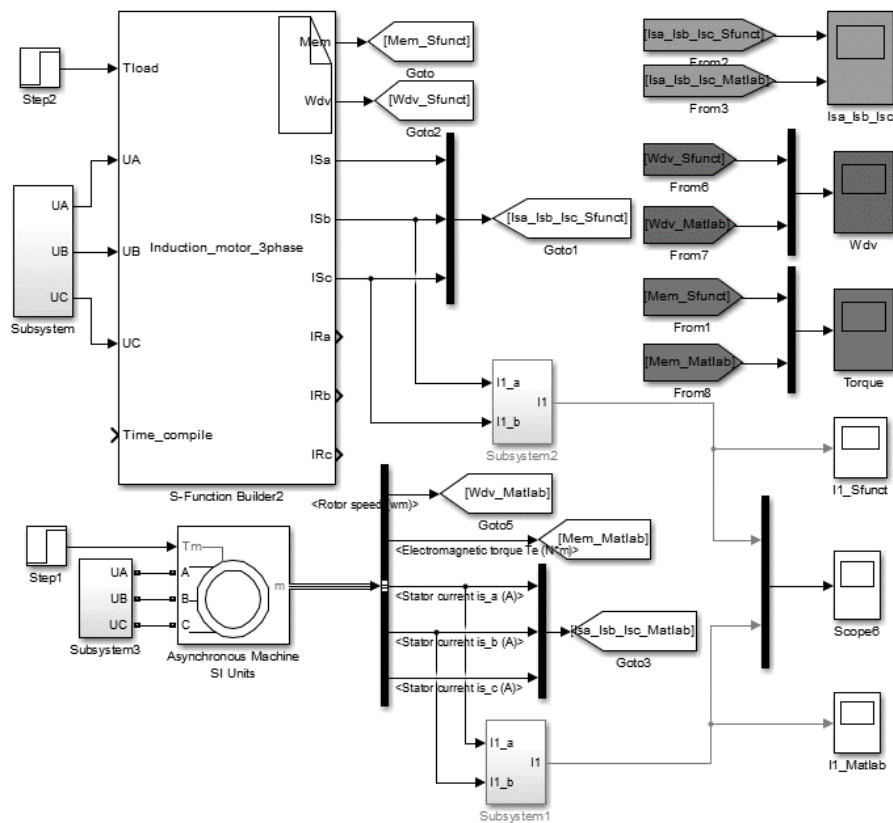 Step2
Tload
Mem
Wdv
UA
ISa
UB
Induction_motor_3phase
ISb
ISc
UC
IRa
IRb
Time_compile
IRc
UA
UB
UC
Subsystem
S-Function Builder2
[Mem_Sfunct]
Goto
[Wdv_Sfunct]
Goto2
[Isa_Isb_Isc_Sfunct]
Goto1
[Isa_Isb_Isc_Sfunct]
From2
[Isa_Isb_Isc_Matlab]
From3
Isa_Isb_Isc
[Wdv_Sfunct]
From6
[Wdv_Matlab]
From7
Wdv
[Mem_Sfunct]
From1
[Mem_Matlab]
From8
Torque
I1_a
I1
I1_b
Subsystem2
I1_Sfunct
Step1
Tm
UA
A
UB
B
UC
C
m
Subsystem3
Asynchronous Machine
SI Units
<Rotor speed (wm)>
[Wdv_Matlab]
Goto5
<Electromagnetic torque Te (N*m)>
[Mem_Matlab]
Goto4
<Stator current is_a (A)>
<Stator current is_b (A)>
<Stator current is_c (A)>
[Isa_Isb_Isc_Matlab]
Goto3
Scope6
I1_a
I1
I1_b
Subsystem1
I1_Matlab